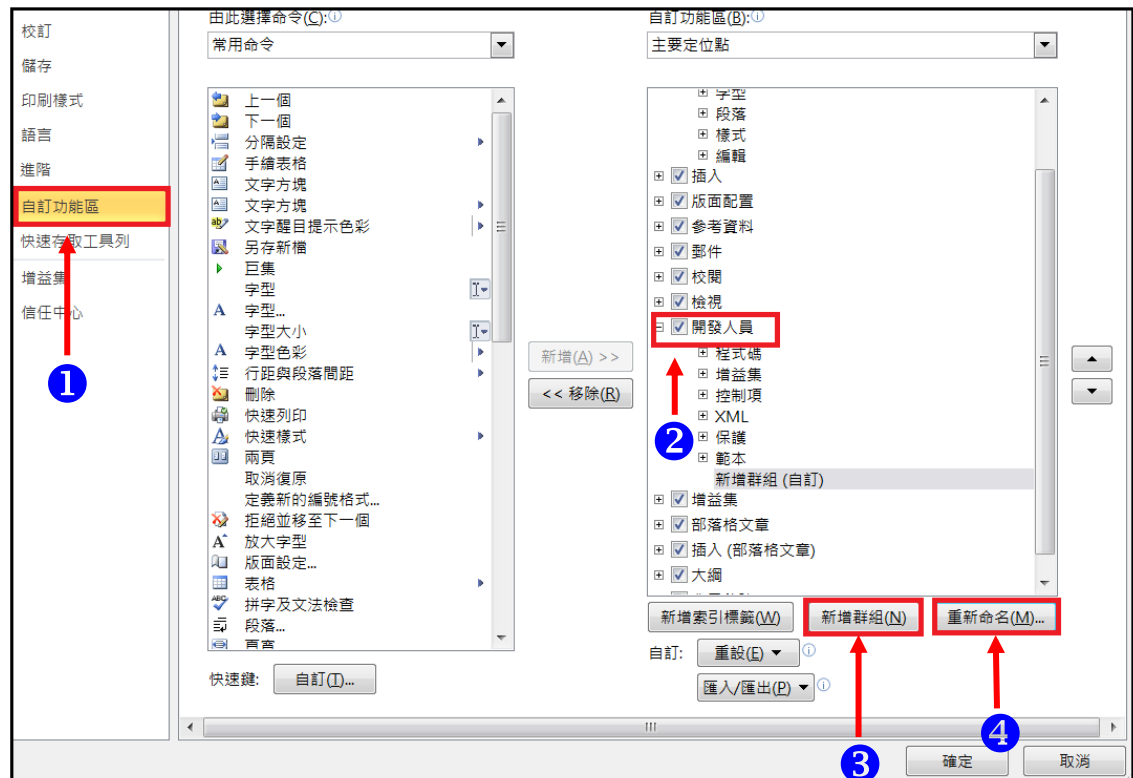 校訂
儲存
印刷樣式
語言
進階
自訂功能區
快速存取工具列
增益集
信任中心
由此選擇命令(C):
常用命令
上一個
下一個
分隔設定
手繪表格
文字方塊
文字方塊
文字醒目提示色彩
另存新檔
巨集
字型
字型...
字型大小
字型色彩
行距與段落間距
刪除
快速列印
快速樣式
兩頁
取消復原
定義新的編號格式...
拒絕並移至下一個
放大字型
版面設定...
表格
拼字及文法檢查
段落...
快速鍵:
自訂(T)...
新增(A) >>
<< 移除(R)
自訂功能區(B):
主要定位點
字型
段落
樣式
編輯
插入
版面配置
參考資料
郵件
校閱
檢視
開發人員
程式碼
增益集
控制項
XML
保護
範本
新增群組 (自訂)
增益集
部落格文章
插入 (部落格文章)
大綱
新增索引標籤(W)
新增群組(N)
重新命名(M)...
自訂:
重設(E)
匯入/匯出(P)
確定
取消
1
2
3
4